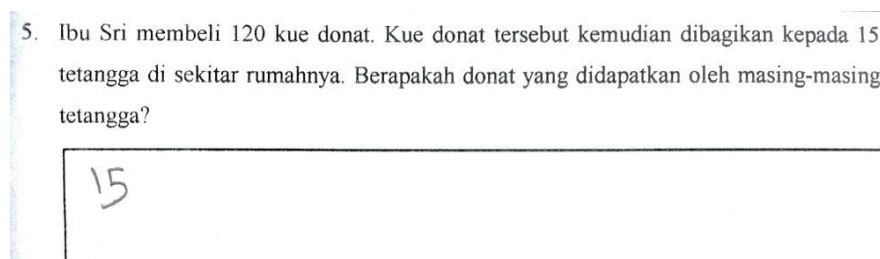 5. Ibu Sri membeli 120 kue donat. Kue donat tersebut kemudian dibagikan kepada 15
tetangga di sekitar rumahnya. Berapakah donat yang didapatkan oleh masing-masing
tetangga?
15